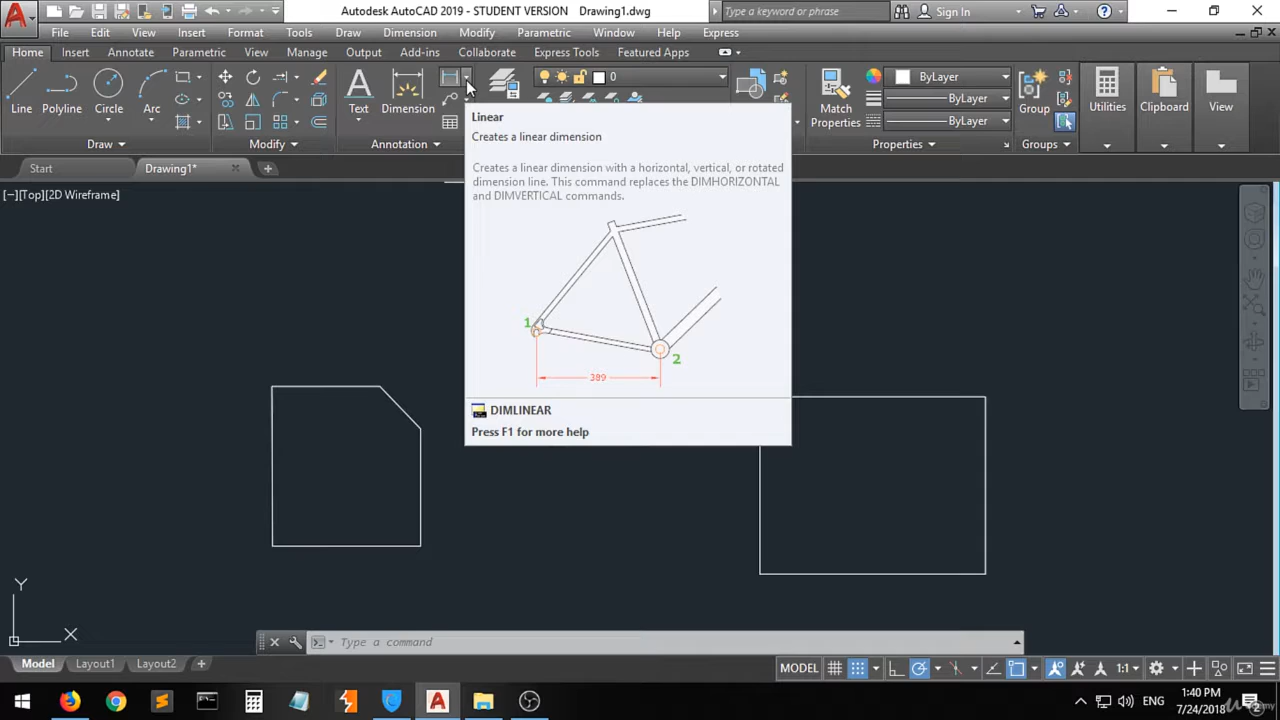 Autodesk AutoCAD 2019 - STUDENT VERSION Drawing1.dwg
Type a keyword or phrase
Sign In
File Edit View Insert Format Tools Draw Dimension Modify Parametric Window Help Express
Home Insert Annotate Parametric View Manage Output Add-ins Collaborate Express Tools Featured Apps
0
ByLayer
ByLayer
ByLayer
Line Polyline Circle Arc
Text Dimension
Match
Properties
Group
Utilities
Clipboard
View
Draw
Annotation
Properties
Groups
Start
Drawing1*
[−][Top][2D Wireframe]
Linear
Creates a linear dimension
Creates a linear dimension with a horizontal, vertical, or rotated
dimension line. This command replaces the DIMHORIZONTAL
and DIMVERTICAL commands.
1
2
389
DIMLINEAR
Press F1 for more help
Y
X
Type a command
Model Layout1 Layout2
MODEL
1:1
ENG
1:40 PM
7/24/2018
2